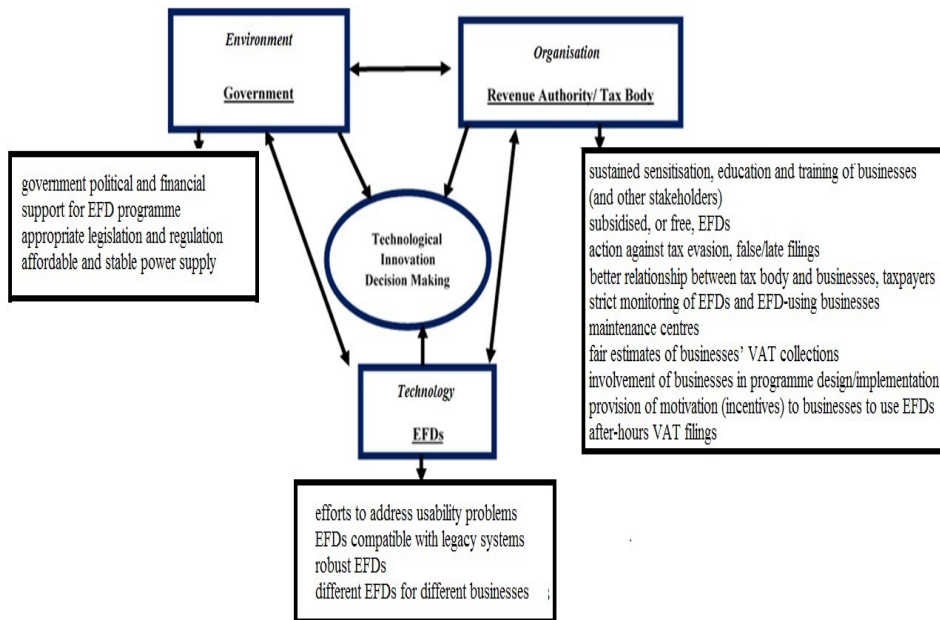 Environment
Government
Organisation
Revenue Authority/ Tax Body
government political and financial
support for EFD programme
appropriate legislation and regulation
affordable and stable power supply
Technological
Innovation
Decision Making
sustained sensitisation, education and training of businesses
(and other stakeholders)
subsidised, or free, EFDs
action against tax evasion, false/late filings
better relationship between tax body and businesses, taxpayers
strict monitoring of EFDs and EFD-using businesses
maintenance centres
fair estimates of businesses’ VAT collections
involvement of businesses in programme design/implementation
provision of motivation (incentives) to businesses to use EFDs
after-hours VAT filings
Technology
EFDs
efforts to address usability problems
EFDs compatible with legacy systems
robust EFDs
different EFDs for different businesses